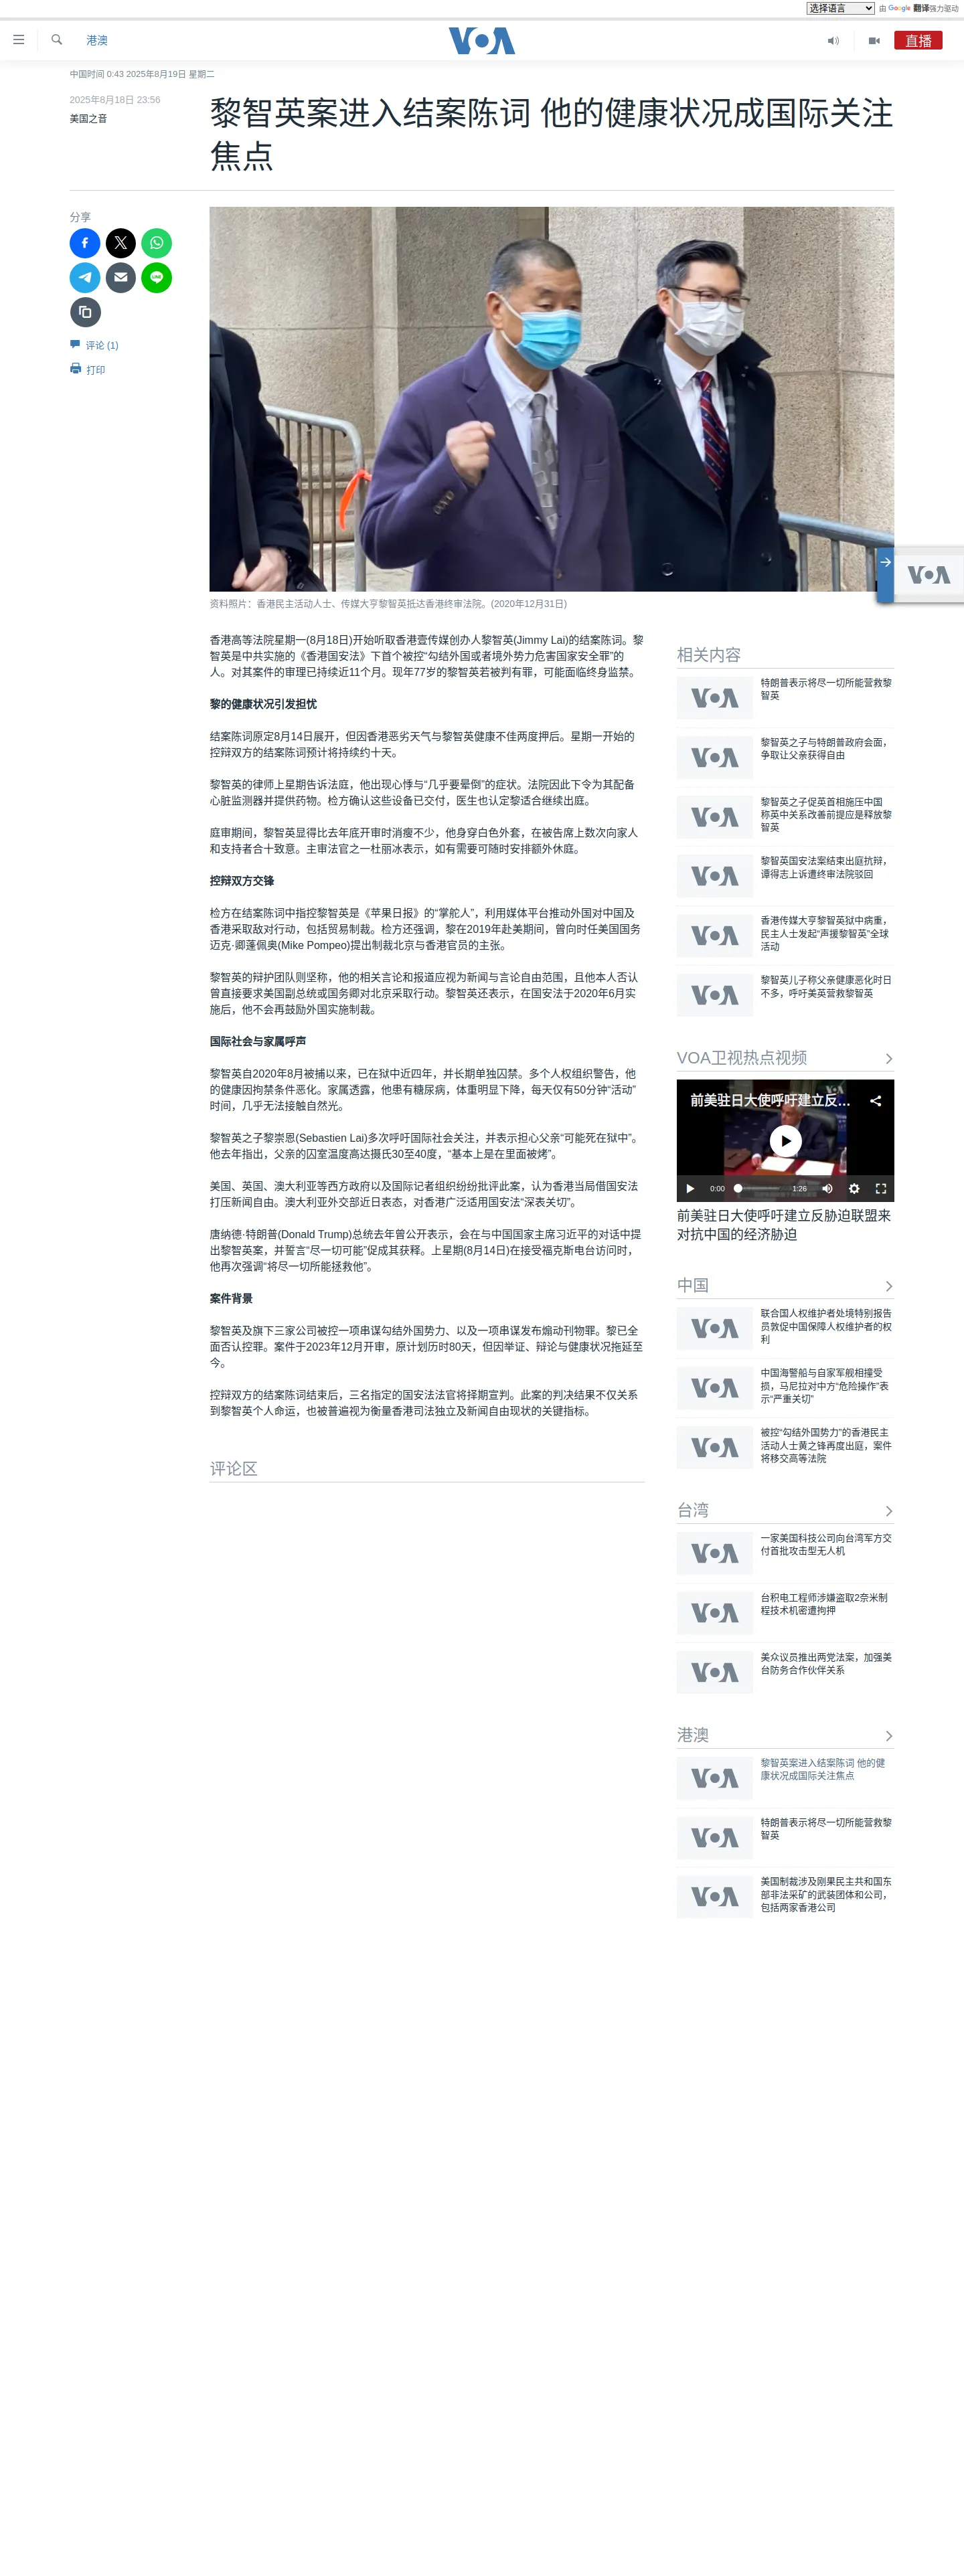 选择语言 由 Google 翻译强力驱动
港澳
VOA
直播
中国时间 0:43 2025年8月19日 星期二
2025年8月18日 23:56
美国之音
黎智英案进入结案陈词 他的健康状况成国际关注
焦点
分享
LINE
评论 (1)
打印
VOA
资料照片：香港民主活动人士、传媒大亨黎智英抵达香港终审法院。(2020年12月31日)
香港高等法院星期一(8月18日)开始听取香港壹传媒创办人黎智英(Jimmy Lai)的结案陈词。黎
智英是中共实施的《香港国安法》下首个被控“勾结外国或者境外势力危害国家安全罪”的
人。对其案件的审理已持续近11个月。现年77岁的黎智英若被判有罪，可能面临终身监禁。
黎的健康状况引发担忧
结案陈词原定8月14日展开，但因香港恶劣天气与黎智英健康不佳两度押后。星期一开始的
控辩双方的结案陈词预计将持续约十天。
黎智英的律师上星期告诉法庭，他出现心悸与“几乎要晕倒”的症状。法院因此下令为其配备
心脏监测器并提供药物。检方确认这些设备已交付，医生也认定黎适合继续出庭。
庭审期间，黎智英显得比去年底开审时消瘦不少，他身穿白色外套，在被告席上数次向家人
和支持者合十致意。主审法官之一杜丽冰表示，如有需要可随时安排额外休庭。
控辩双方交锋
检方在结案陈词中指控黎智英是《苹果日报》的“掌舵人”，利用媒体平台推动外国对中国及
香港采取敌对行动，包括贸易制裁。检方还强调，黎在2019年赴美期间，曾向时任美国国务
迈克·卿蓬佩奥(Mike Pompeo)提出制裁北京与香港官员的主张。
黎智英的辩护团队则坚称，他的相关言论和报道应视为新闻与言论自由范围，且他本人否认
曾直接要求美国副总统或国务卿对北京采取行动。黎智英还表示，在国安法于2020年6月实
施后，他不会再鼓励外国实施制裁。
国际社会与家属呼声
黎智英自2020年8月被捕以来，已在狱中近四年，并长期单独囚禁。多个人权组织警告，他
的健康因拘禁条件恶化。家属透露，他患有糖尿病，体重明显下降，每天仅有50分钟“活动”
时间，几乎无法接触自然光。
黎智英之子黎崇恩(Sebastien Lai)多次呼吁国际社会关注，并表示担心父亲“可能死在狱中”。
他去年指出，父亲的囚室温度高达摄氏30至40度，“基本上是在里面被烤”。
美国、英国、澳大利亚等西方政府以及国际记者组织纷纷批评此案，认为香港当局借国安法
打压新闻自由。澳大利亚外交部近日表态，对香港广泛适用国安法“深表关切”。
唐纳德·特朗普(Donald Trump)总统去年曾公开表示，会在与中国国家主席习近平的对话中提
出黎智英案，并誓言“尽一切可能”促成其获释。上星期(8月14日)在接受福克斯电台访问时，
他再次强调“将尽一切所能拯救他”。
案件背景
黎智英及旗下三家公司被控一项串谋勾结外国势力、以及一项串谋发布煽动刊物罪。黎已全
面否认控罪。案件于2023年12月开审，原计划历时80天，但因举证、辩论与健康状况拖延至
今。
控辩双方的结案陈词结束后，三名指定的国安法法官将择期宣判。此案的判决结果不仅关系
到黎智英个人命运，也被普遍视为衡量香港司法独立及新闻自由现状的关键指标。
评论区
相关内容
VOA
特朗普表示将尽一切所能营救黎
智英
VOA
黎智英之子与特朗普政府会面，
争取让父亲获得自由
VOA
黎智英之子促英首相施压中国
称英中关系改善前提应是释放黎
智英
VOA
黎智英国安法案结束出庭抗辩，
谭得志上诉遭终审法院驳回
VOA
香港传媒大亨黎智英狱中病重，
民主人士发起“声援黎智英”全球
活动
VOA
黎智英儿子称父亲健康恶化时日
不多，呼吁美英营救黎智英
VOA卫视热点视频
前美驻日大使呼吁建立反...
0:00 1:26
前美驻日大使呼吁建立反胁迫联盟来
对抗中国的经济胁迫
中国
VOA
联合国人权维护者处境特别报告
员敦促中国保障人权维护者的权
利
VOA
中国海警船与自家军舰相撞受
损，马尼拉对中方“危险操作”表
示“严重关切”
VOA
被控“勾结外国势力”的香港民主
活动人士黄之锋再度出庭，案件
将移交高等法院
台湾
VOA
一家美国科技公司向台湾军方交
付首批攻击型无人机
VOA
台积电工程师涉嫌盗取2奈米制
程技术机密遭拘押
VOA
美众议员推出两党法案，加强美
台防务合作伙伴关系
港澳
VOA
黎智英案进入结案陈词 他的健
康状况成国际关注焦点
VOA
特朗普表示将尽一切所能营救黎
智英
VOA
美国制裁涉及刚果民主共和国东
部非法采矿的武装团体和公司，
包括两家香港公司